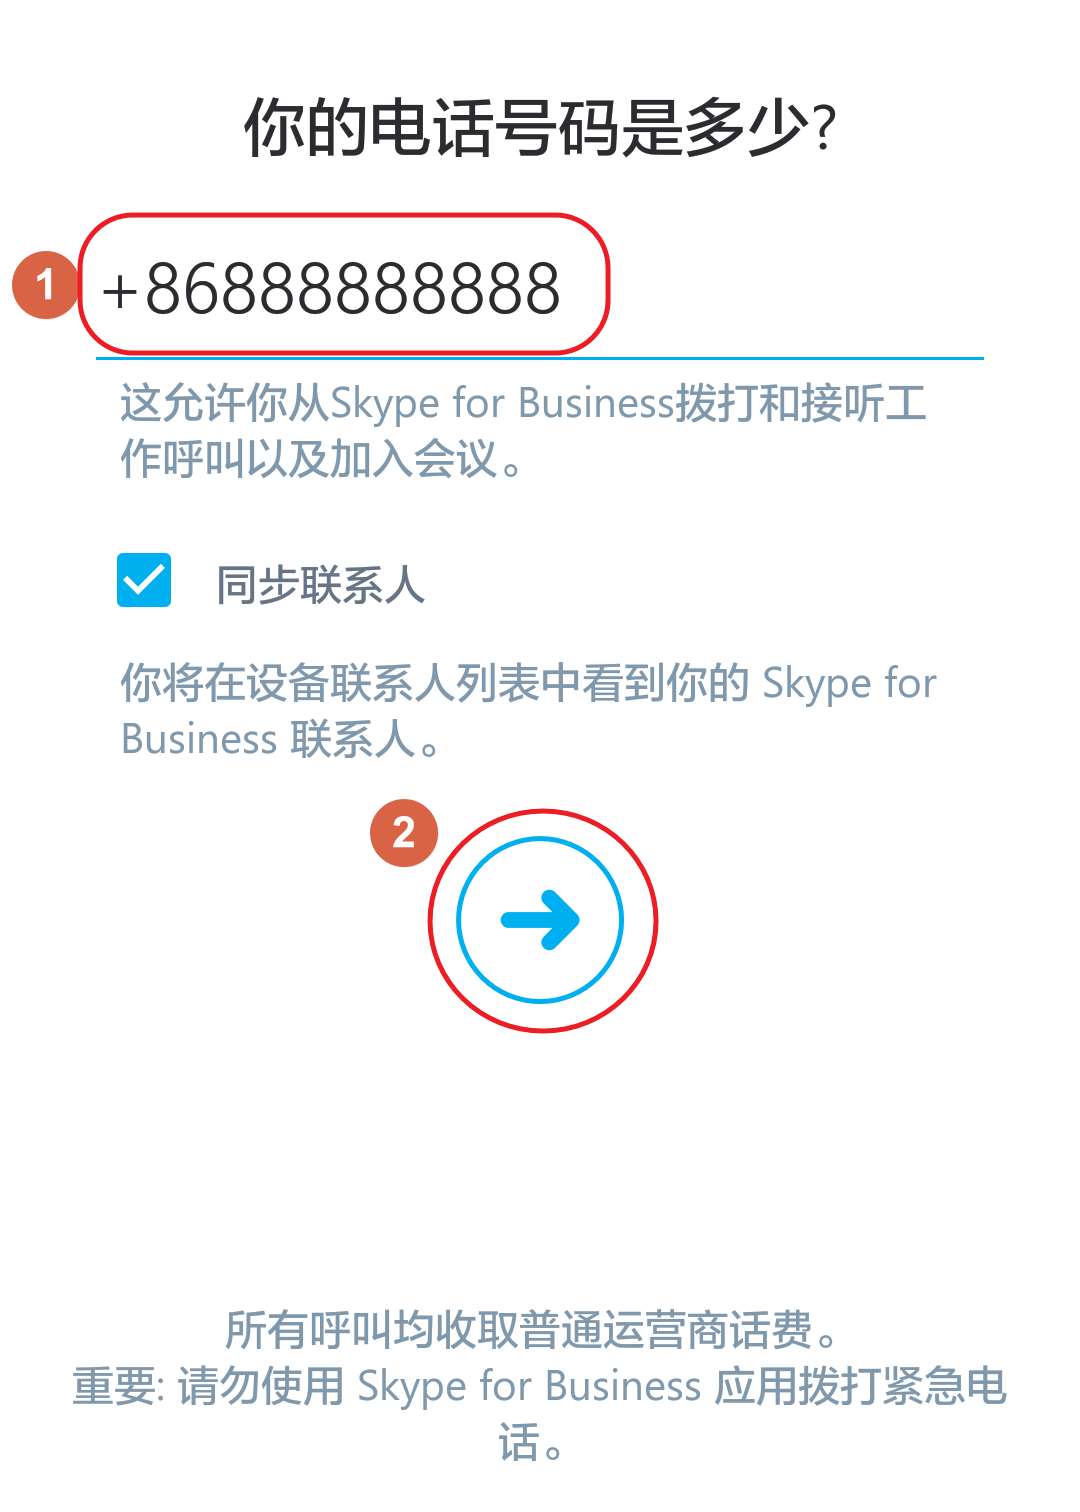 你的电话号码是多少?
1
+86888888888
这允许你从Skype for Business拨打和接听工
作呼叫以及加入会议。
同步联系人
你将在设备联系人列表中看到你的 Skype for
Business 联系人。
2
所有呼叫均收取普通运营商话费。
重要: 请勿使用 Skype for Business 应用拨打紧急电
话。